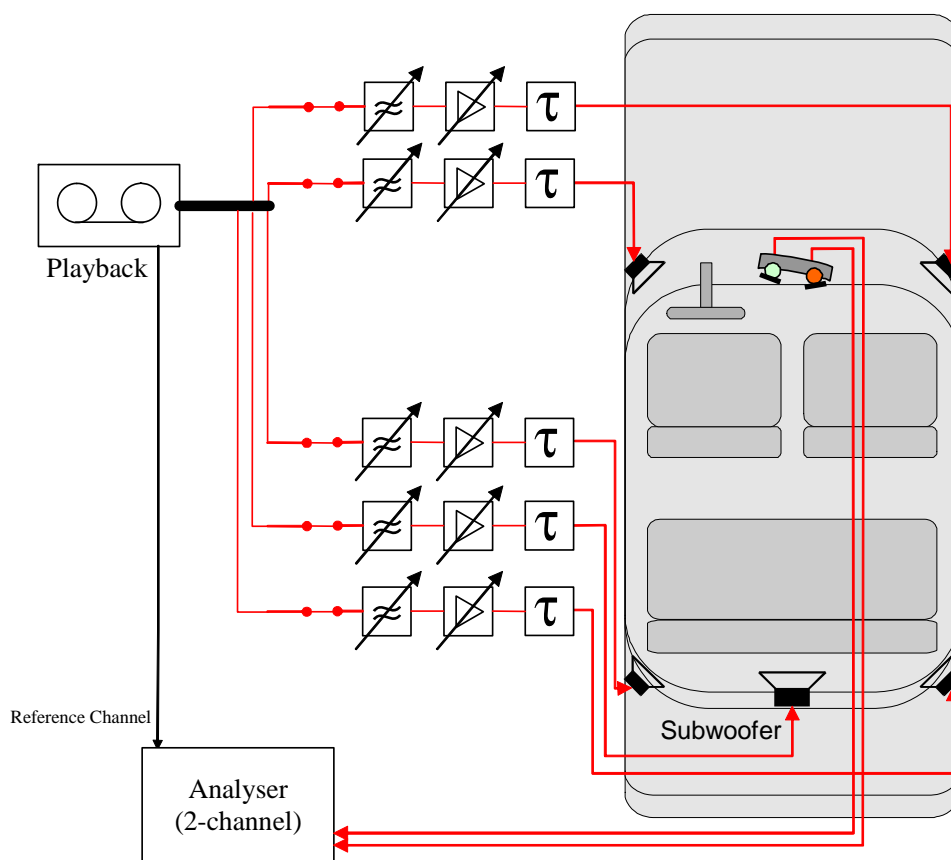 τ
τ
Playback
τ
τ
τ
Reference Channel
Subwoofer
Analyser
(2-channel)